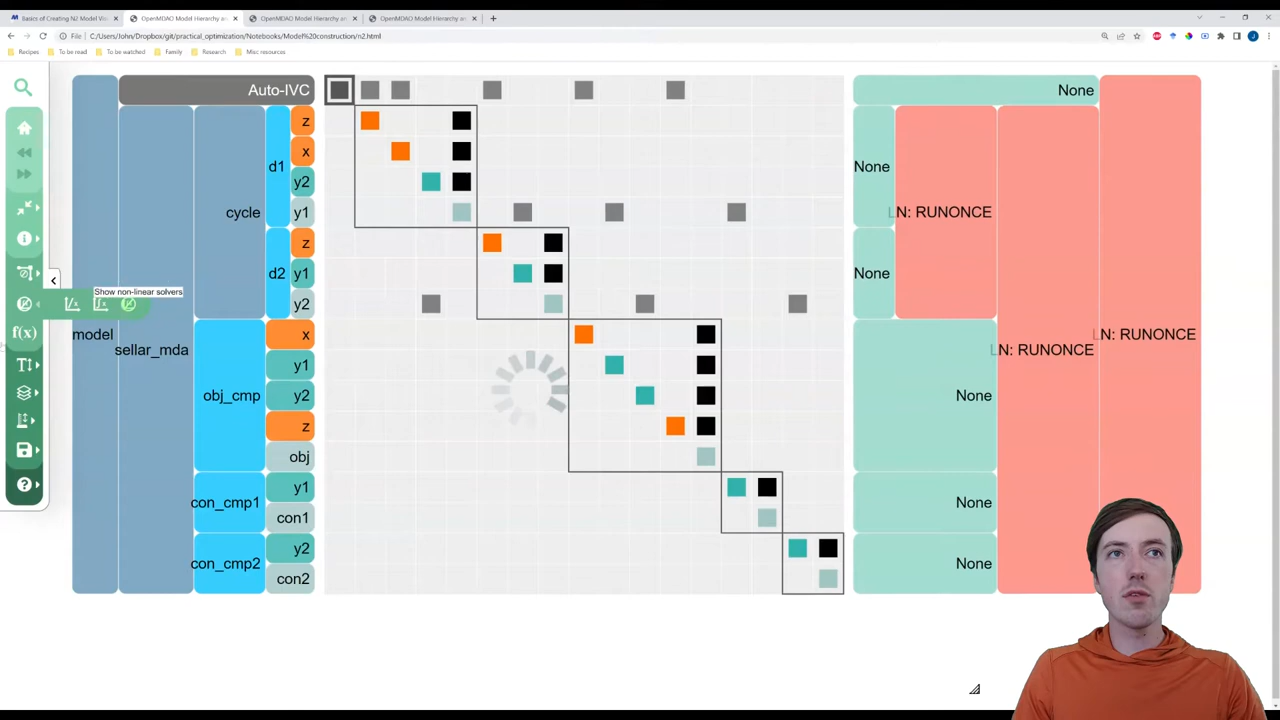 Basics of Creating N2 Model Vi
OpenMDAO Model Hierarchy an
OpenMDAO Model Hierarchy an
OpenMDAO Model Hierarchy an
File
C:/Users/John/Dropbox/git/practical_optimization/Notebooks/Model%20construction/n2.html
Recipes
To be read
To be watched
Family
Research
Misc resources
Auto-IVC
None
z
x
d1
None
y2
cycle
y1
LN: RUNONCE
z
d2
y1
None
Show non-linear solvers
y2
f(x)
model
x
LN: RUNONCE
sellar_mda
LN: RUNONCE
y1
obj_cmp
y2
None
z
obj
y1
con_cmp1
None
con1
y2
con_cmp2
None
con2